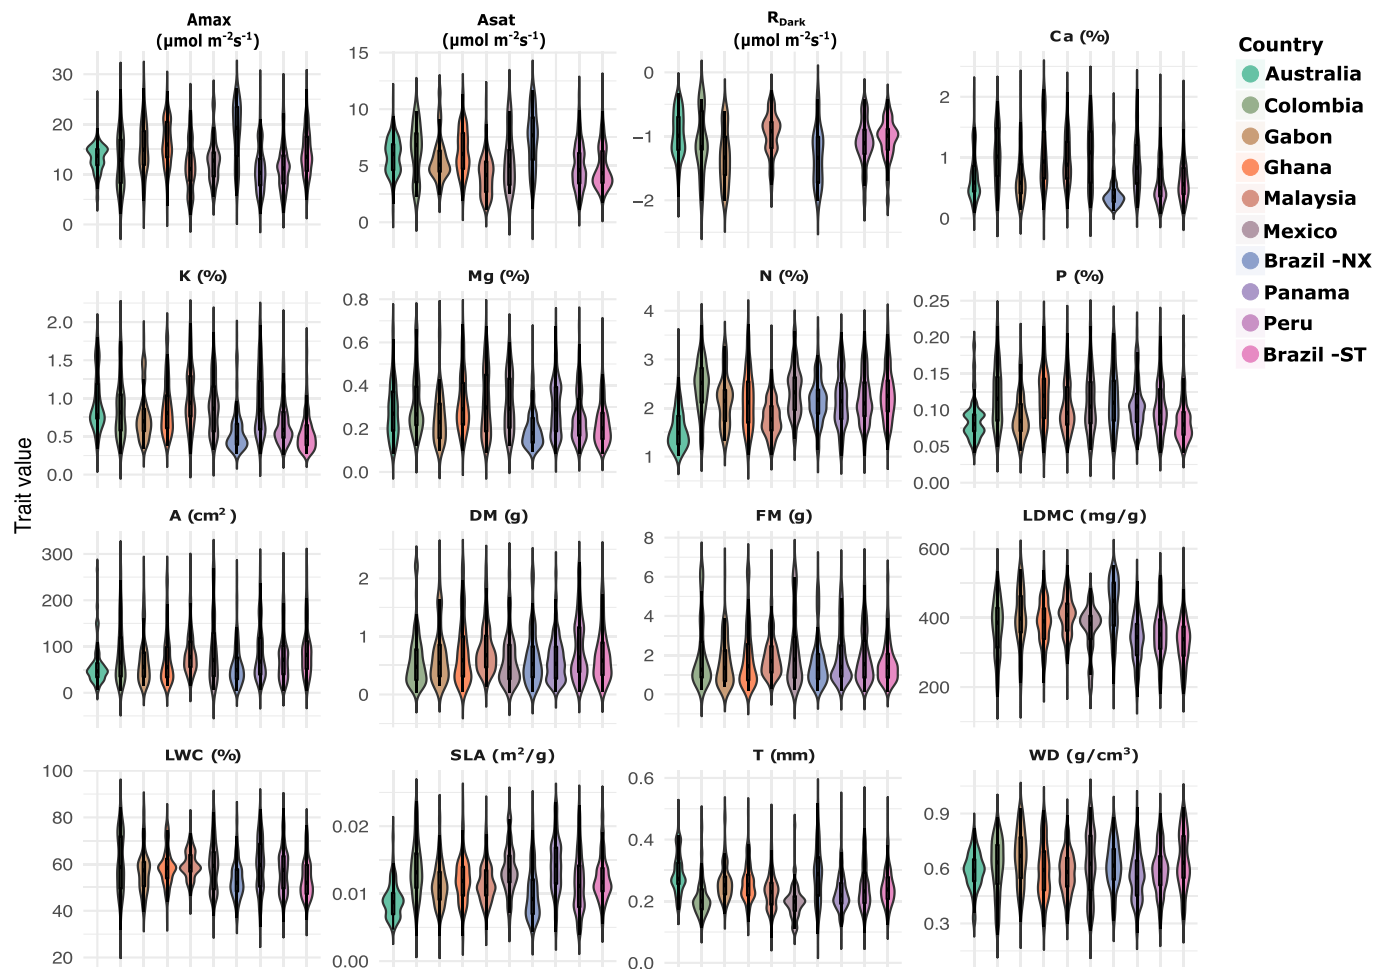 Amax
(µmol m⁻²s⁻¹)
Asat
(µmol m⁻²s⁻¹)
R_Dark
(µmol m⁻²s⁻¹)
Ca (%)
30
20
10
0
15
10
5
0
0
−1
−2
2
1
0
K (%)
Mg (%)
N (%)
P (%)
2.0
1.5
1.0
0.5
0.0
0.8
0.6
0.4
0.2
0.0
4
3
2
1
0.25
0.20
0.15
0.10
0.05
0.00
Trait value
A (cm²)
DM (g)
FM (g)
LDMC (mg/g)
300
200
100
0
2
1
0
8
6
4
2
0
600
400
200
LWC (%)
SLA (m²/g)
T (mm)
WD (g/cm³)
100
80
60
40
20
0.02
0.01
0.00
0.6
0.4
0.2
0.0
0.9
0.6
0.3
Country
Australia
Colombia
Gabon
Ghana
Malaysia
Mexico
Brazil -NX
Panama
Peru
Brazil -ST